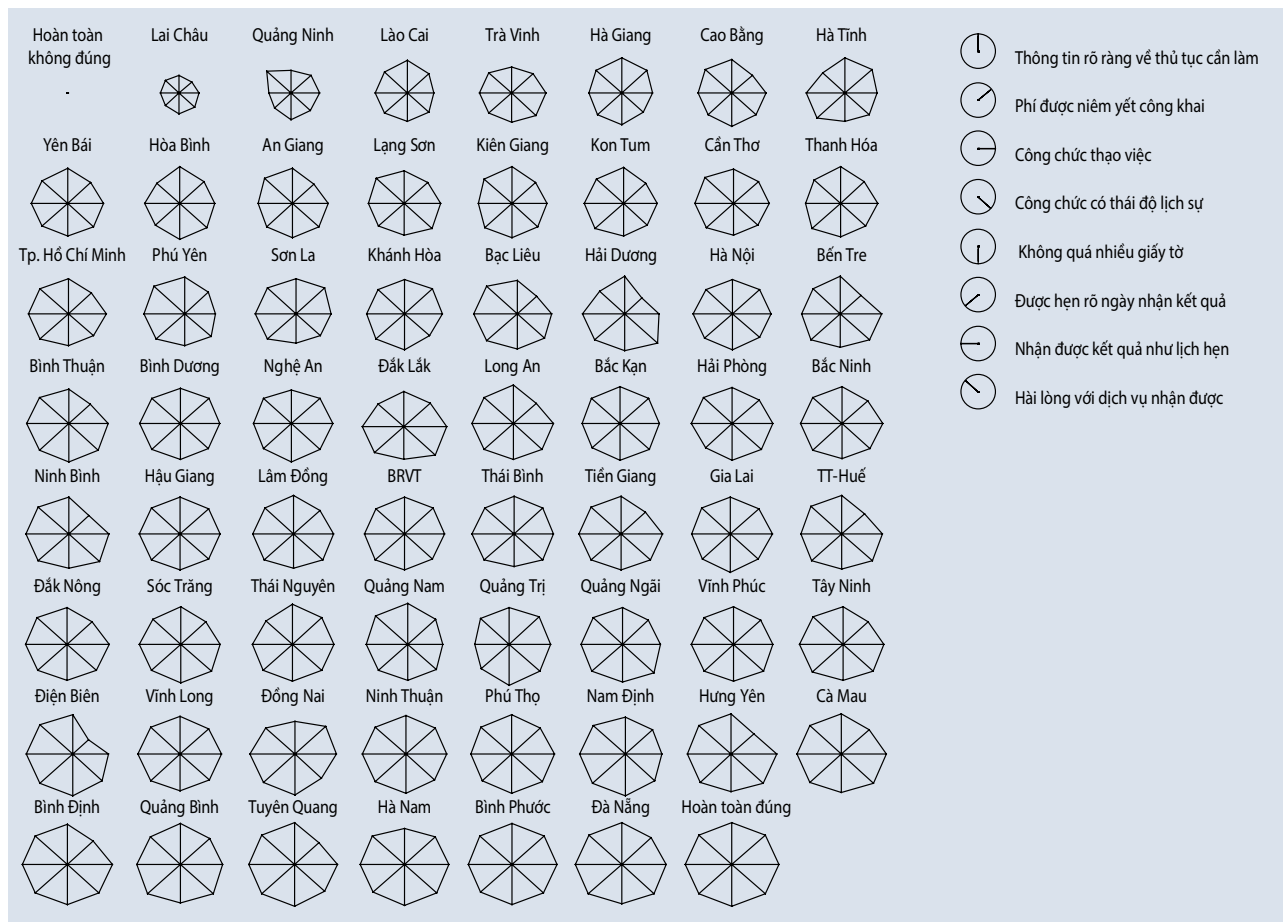 Hoàn toàn không đúng
Lai Châu
Quảng Ninh
Lào Cai
Trà Vinh
Hà Giang
Cao Bằng
Hà Tĩnh
Yên Bái
Hòa Bình
An Giang
Lạng Sơn
Kiên Giang
Kon Tum
Cần Thơ
Thanh Hóa
Tp. Hồ Chí Minh
Phú Yên
Sơn La
Khánh Hòa
Bạc Liêu
Hải Dương
Hà Nội
Bến Tre
Bình Thuận
Bình Dương
Nghệ An
Đắk Lắk
Long An
Bắc Kạn
Hải Phòng
Bắc Ninh
Ninh Bình
Hậu Giang
Lâm Đồng
BRVT
Thái Bình
Tiền Giang
Gia Lai
TT-Huế
Đắk Nông
Sóc Trăng
Thái Nguyên
Quảng Nam
Quảng Trị
Quảng Ngãi
Vĩnh Phúc
Tây Ninh
Điện Biên
Vĩnh Long
Đồng Nai
Ninh Thuận
Phú Thọ
Nam Định
Hưng Yên
Cà Mau
Bình Định
Quảng Bình
Tuyên Quang
Hà Nam
Bình Phước
Đà Nẵng
Hoàn toàn đúng
Thông tin rõ ràng về thủ tục cần làm
Phí được niêm yết công khai
Công chức thạo việc
Công chức có thái độ lịch sự
Không quá nhiều giấy tờ
Được hẹn rõ ngày nhận kết quả
Nhận được kết quả như lịch hẹn
Hài lòng với dịch vụ nhận được